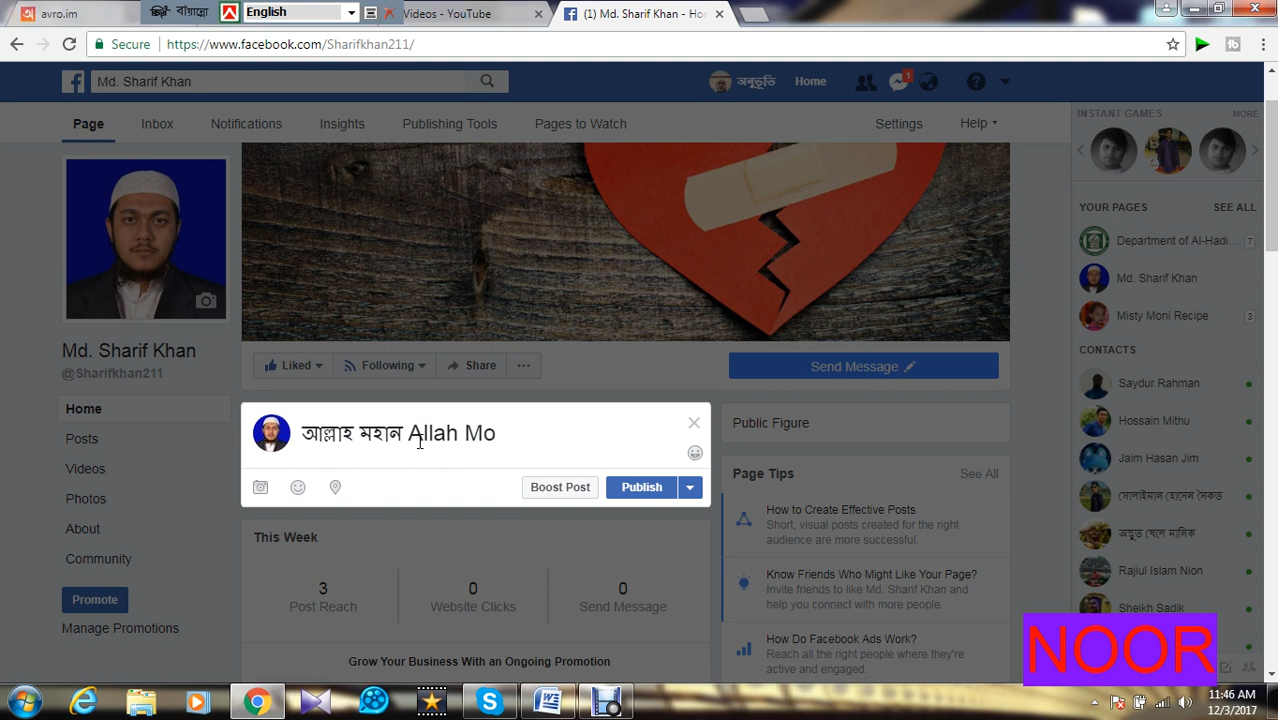 avro.im
বাংলা
English
Videos - YouTube
(1) Md. Sharif Khan - Hor
Secure
https://www.facebook.com/Sharifkhan211/
Md. Sharif Khan
অনুভূতি
Home
1
Page
Inbox
Notifications
Insights
Publishing Tools
Pages to Watch
Settings
Help
INSTANT GAMES
MORE
YOUR PAGES
SEE ALL
Department of Al-Hadi...
7
Md. Sharif Khan
Misty Moni Recipe
3
CONTACTS
Saydur Rahman
Hossain Mithu
Jaim Hasan Jim
সোলাইমান হোসেন সৈকত
অদ্ভুত ছেলে মানিক
Rajiul Islam Nion
Sheikh Sadik
Md. Sharif Khan
@Sharifkhan211
Home
Posts
Videos
Photos
About
Community
Promote
Manage Promotions
Liked
Following
Share
Send Message
আল্লাহ মহান Allah Mo
Boost Post
Publish
This Week
3
Post Reach
0
Website Clicks
0
Send Message
Grow Your Business With an Ongoing Promotion
Public Figure
Page Tips
See All
How to Create Effective Posts
Short, visual posts created for the right
audience are more successful.
Know Friends Who Might Like Your Page?
Invite friends to like Md. Sharif Khan and
help you connect with more people.
How Do Facebook Ads Work?
Reach all the right people where they're
active and engaged.
NOOR
11:46 AM
12/3/2017